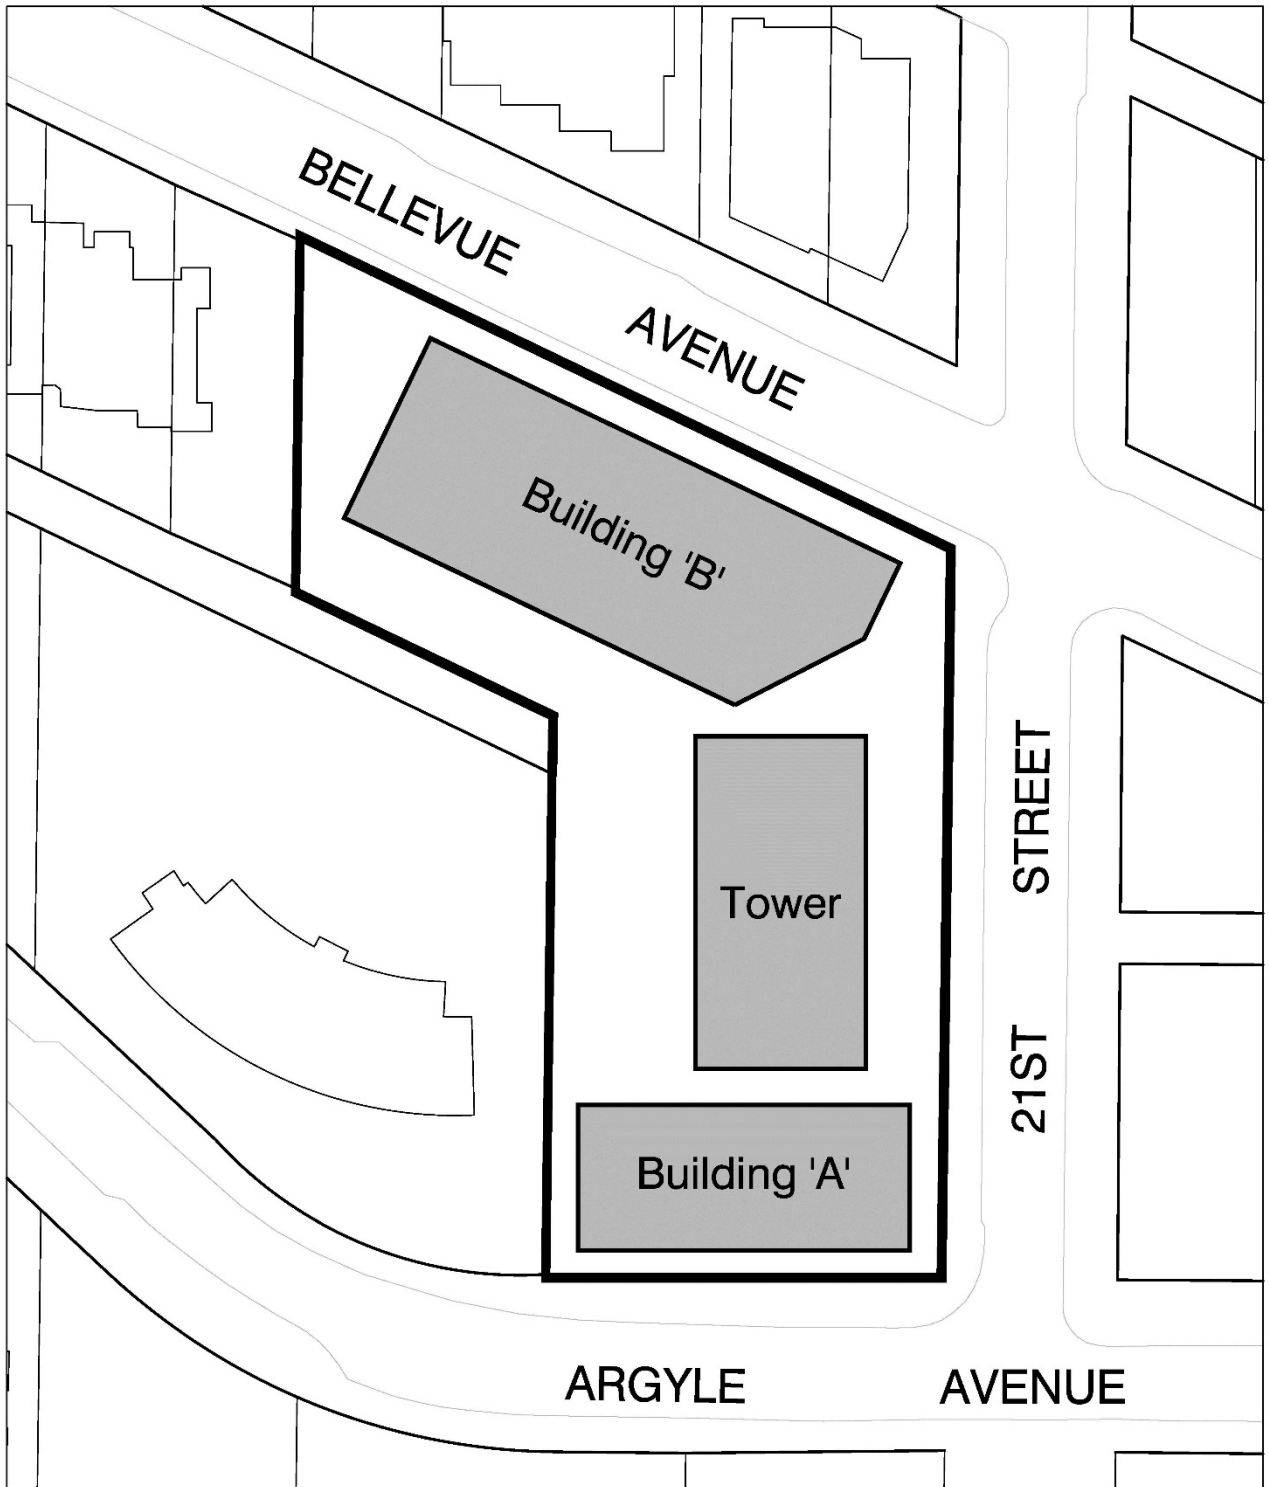 BELLEVUE AVENUE
Building 'B'
21ST STREET
Tower
Building 'A'
ARGYLE AVENUE